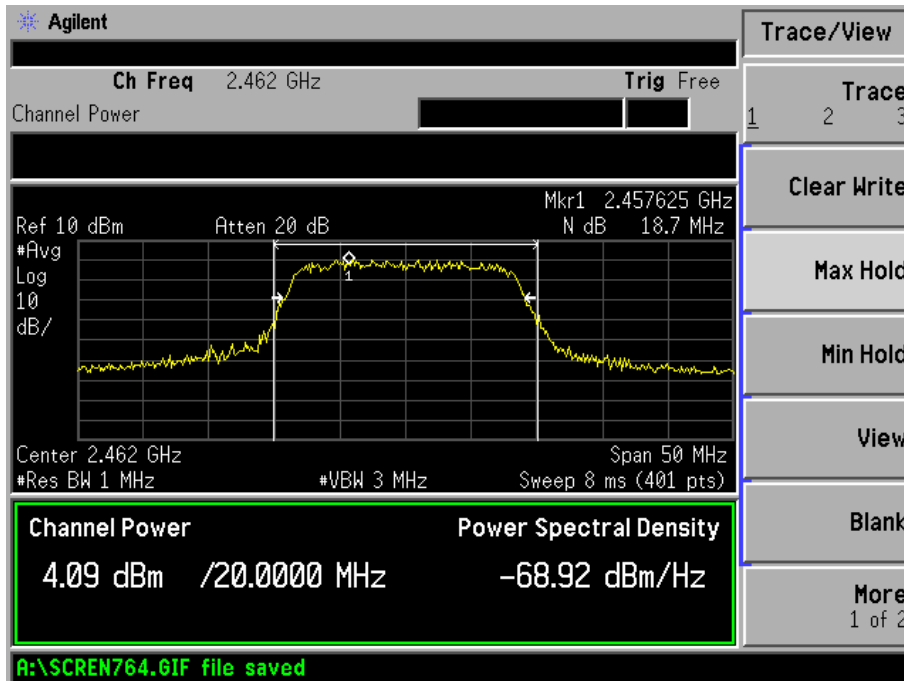 Agilent
Ch Freq 2.462 GHz Trig Free
Channel Power
Mkr1 2.457625 GHz
Ref 10 dBm Atten 20 dB N dB 18.7 MHz
#Avg
Log
10
dB/
1
Center 2.462 GHz Span 50 MHz
#Res BW 1 MHz #VBW 3 MHz Sweep 8 ms (401 pts)
Channel Power Power Spectral Density
4.09 dBm /20.0000 MHz -68.92 dBm/Hz
A:\SCREN764.GIF file saved
Trace/View
Trace
1 2 3
Clear Write
Max Hold
Min Hold
View
Blank
More
1 of 2